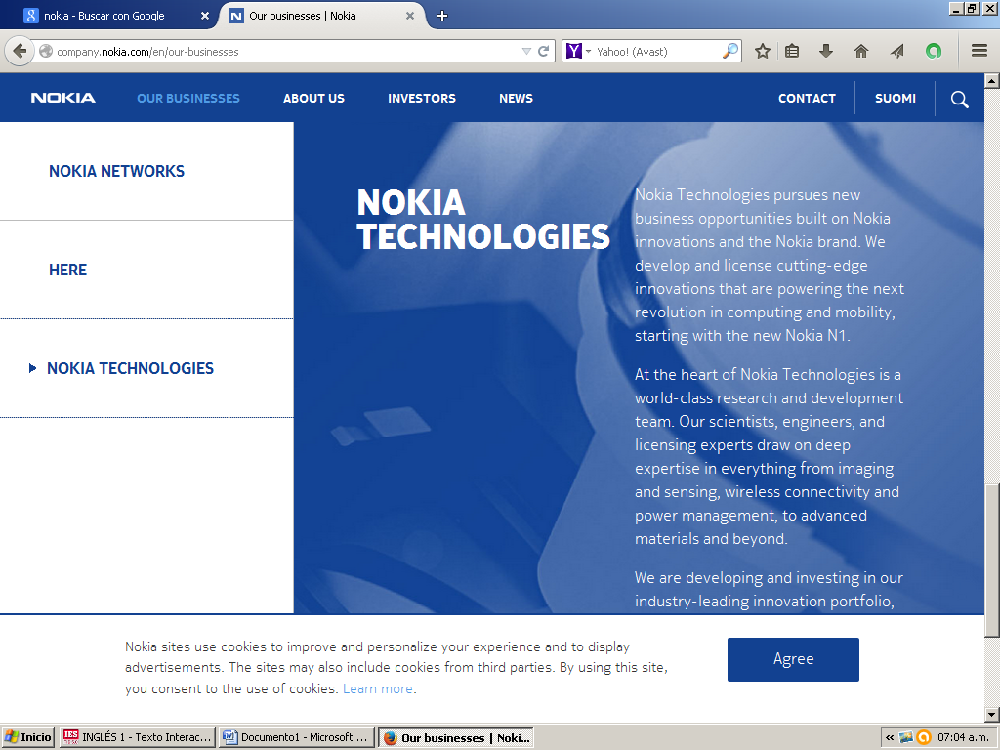 nokia - Buscar con Google
Our businesses | Nokia
company.nokia.com/en/our-businesses
Yahoo! (Avast)
NOKIA
OUR BUSINESSES
ABOUT US
INVESTORS
NEWS
CONTACT
SUOMI
NOKIA NETWORKS
HERE
NOKIA TECHNOLOGIES
NOKIA
TECHNOLOGIES
Nokia Technologies pursues new
business opportunities built on Nokia
innovations and the Nokia brand. We
develop and license cutting-edge
innovations that are powering the next
revolution in computing and mobility,
starting with the new Nokia N1.
At the heart of Nokia Technologies is a
world-class research and development
team. Our scientists, engineers, and
licensing experts draw on deep
expertise in everything from imaging
and sensing, wireless connectivity and
power management, to advanced
materials and beyond.
We are developing and investing in our
industry-leading innovation portfolio,
Nokia sites use cookies to improve and personalize your experience and to display
advertisements. The sites may also include cookies from third parties. By using this site,
you consent to the use of cookies. Learn more.
Agree
Inicio
INGLÉS 1 - Texto Interac...
Documento1 - Microsoft ...
Our businesses | Noki...
07:04 a.m.